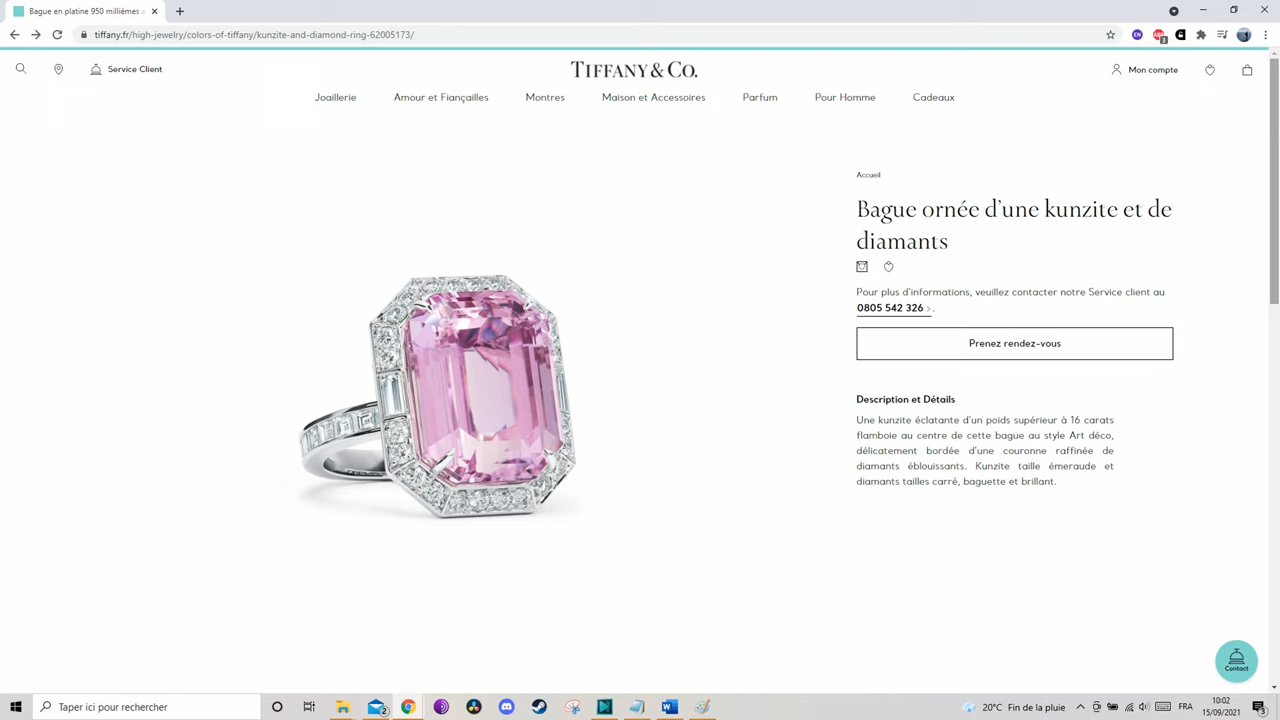 Bague en platine 950 millièmes
tiffany.fr/high-jewelry/colors-of-tiffany/kunzite-and-diamond-ring-62005173/
EN
ABP
3
Service Client
TIFFANY & CO.
Mon compte
Joaillerie
Amour et Fiançailles
Montres
Maison et Accessoires
Parfum
Pour Homme
Cadeaux
Accueil
Bague ornée d'une kunzite et de
diamants
Pour plus d'informations, veuillez contacter notre Service client au
0805 542 326 > .
Prenez rendez-vous
Description et Détails
Une kunzite éclatante d'un poids supérieur à 16 carats
flamboie au centre de cette bague au style Art déco,
délicatement bordée d'une couronne raffinée de
diamants éblouissants. Kunzite taille émeraude et
diamants tailles carré, baguette et brillant.
Contact
Taper ici pour rechercher
2
20°C Fin de la pluie
FRA
10:02
15/09/2021
3